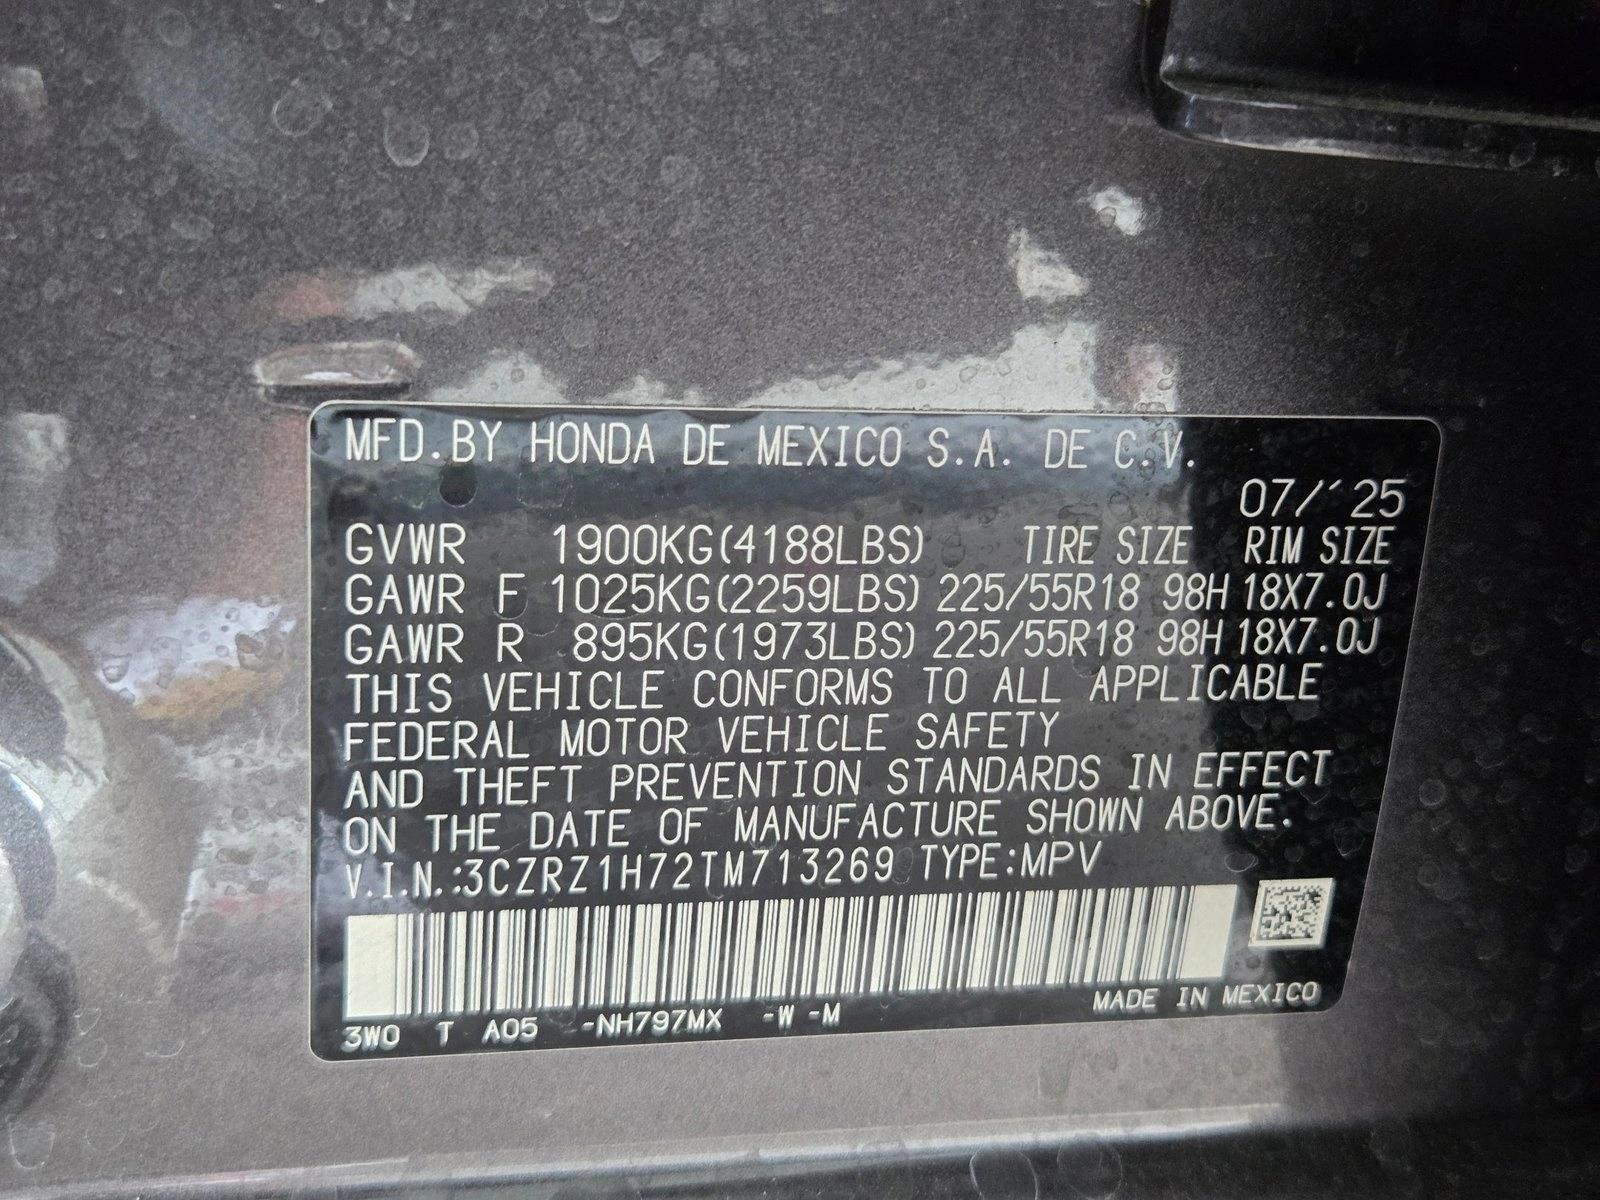 MFD.BY HONDA DE MEXICO S.A. DE C.V.
07/´25
GVWR 1900KG(4188LBS) TIRE SIZE RIM SIZE
GAWR F 1025KG(2259LBS) 225/55R18 98H 18X7.0J
GAWR R 895KG(1973LBS) 225/55R18 98H 18X7.0J
THIS VEHICLE CONFORMS TO ALL APPLICABLE
FEDERAL MOTOR VEHICLE SAFETY
AND THEFT PREVENTION STANDARDS IN EFFECT
ON THE DATE OF MANUFACTURE SHOWN ABOVE.
V.I.N.:3CZRZ1H72TM713269 TYPE:MPV
3W0 T A05 -NH797MX -W -M MADE IN MEXICO